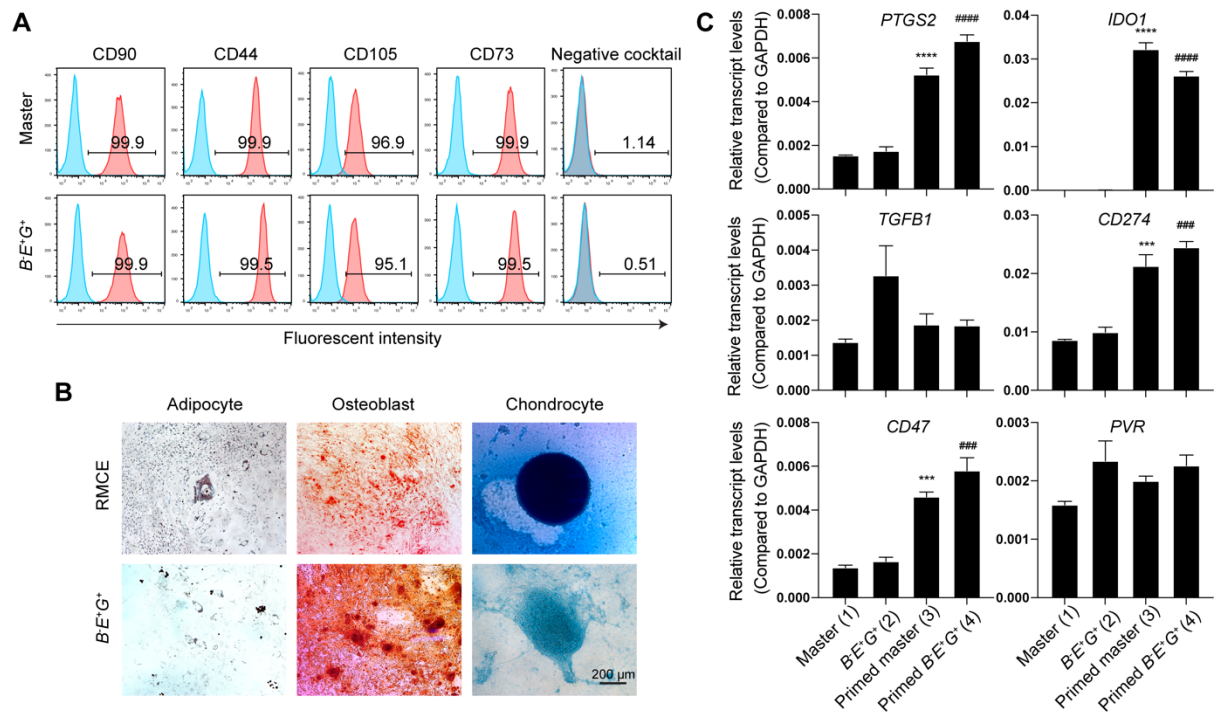 A
CD90 CD44 CD105 CD73 Negative cocktail
Master
99.9 99.9 96.9 99.9 1.14
B-E+G+
99.9 99.5 95.1 99.5 0.51
Fluorescent intensity
B
Adipocyte Osteoblast Chondrocyte
RMCE
B-E+G+
200 µm
C
Relative transcript levels
(Compared to GAPDH)
PTGS2
0.008
0.006
0.004
0.002
0.000
****
####
IDO1
0.04
0.03
0.02
0.01
0.00
****
####
Relative transcript levels
(Compared to GAPDH)
TGFB1
0.005
0.004
0.003
0.002
0.001
0.000
CD274
0.03
0.02
0.01
0.00
***
###
Relative transcript levels
(Compared to GAPDH)
CD47
0.008
0.006
0.004
0.002
0.000
***
###
PVR
0.003
0.002
0.001
0.000
Master (1)
B-E+G+ (2)
Primed master (3)
Primed B-E+G+ (4)
Master (1)
B-E+G+ (2)
Primed master (3)
Primed B-E+G+ (4)